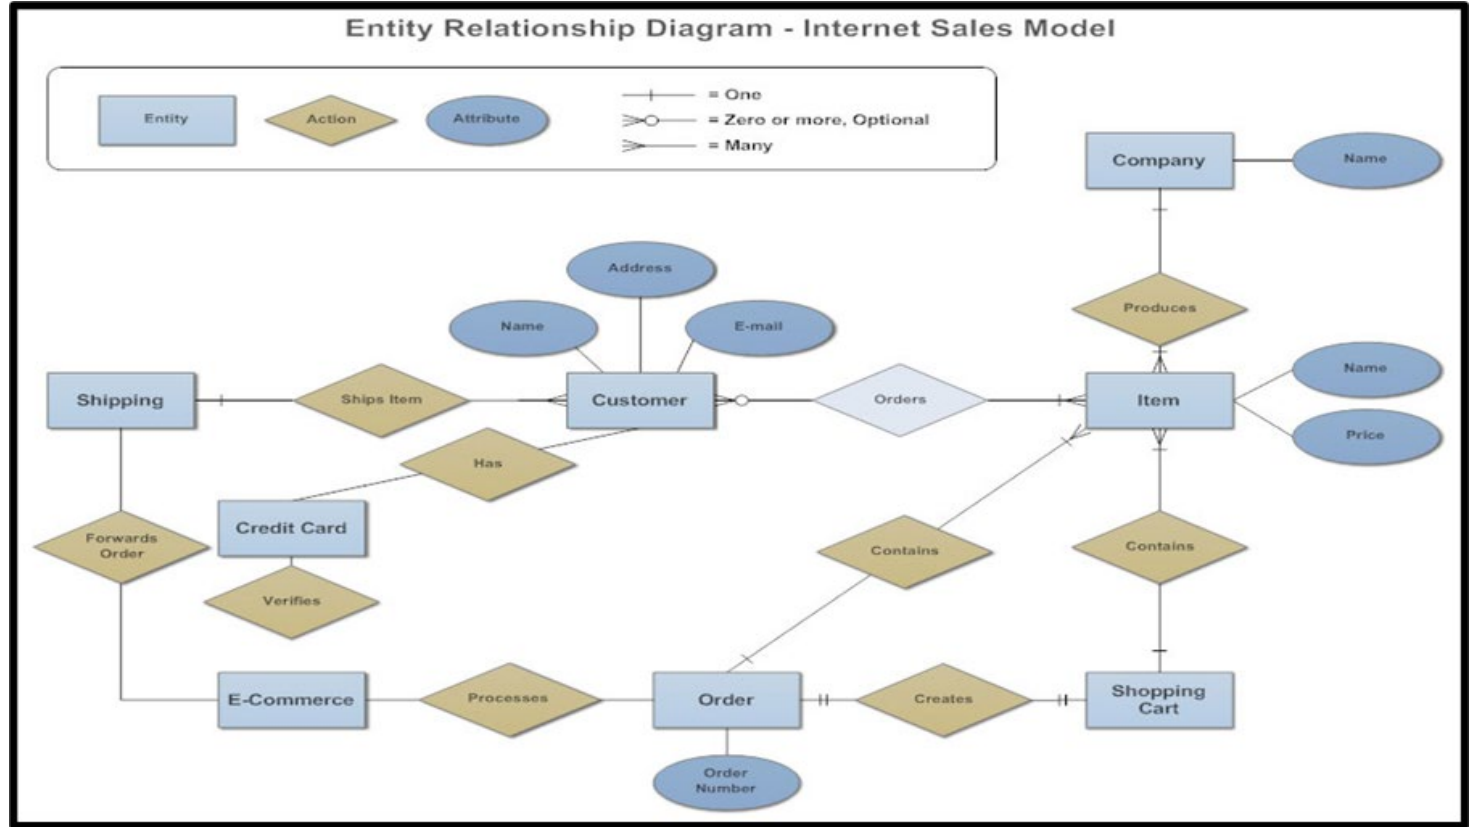 Entity Relationship Diagram - Internet Sales Model
Entity
Action
Attribute
= One
= Zero or more, Optional
= Many
Company
Name
Address
Name
E-mail
Produces
Shipping
Ships Item
Customer
Orders
Item
Name
Price
Has
Credit Card
Forwards
Order
Contains
Contains
Verifies
E-Commerce
Processes
Order
Creates
Shopping
Cart
Order
Number